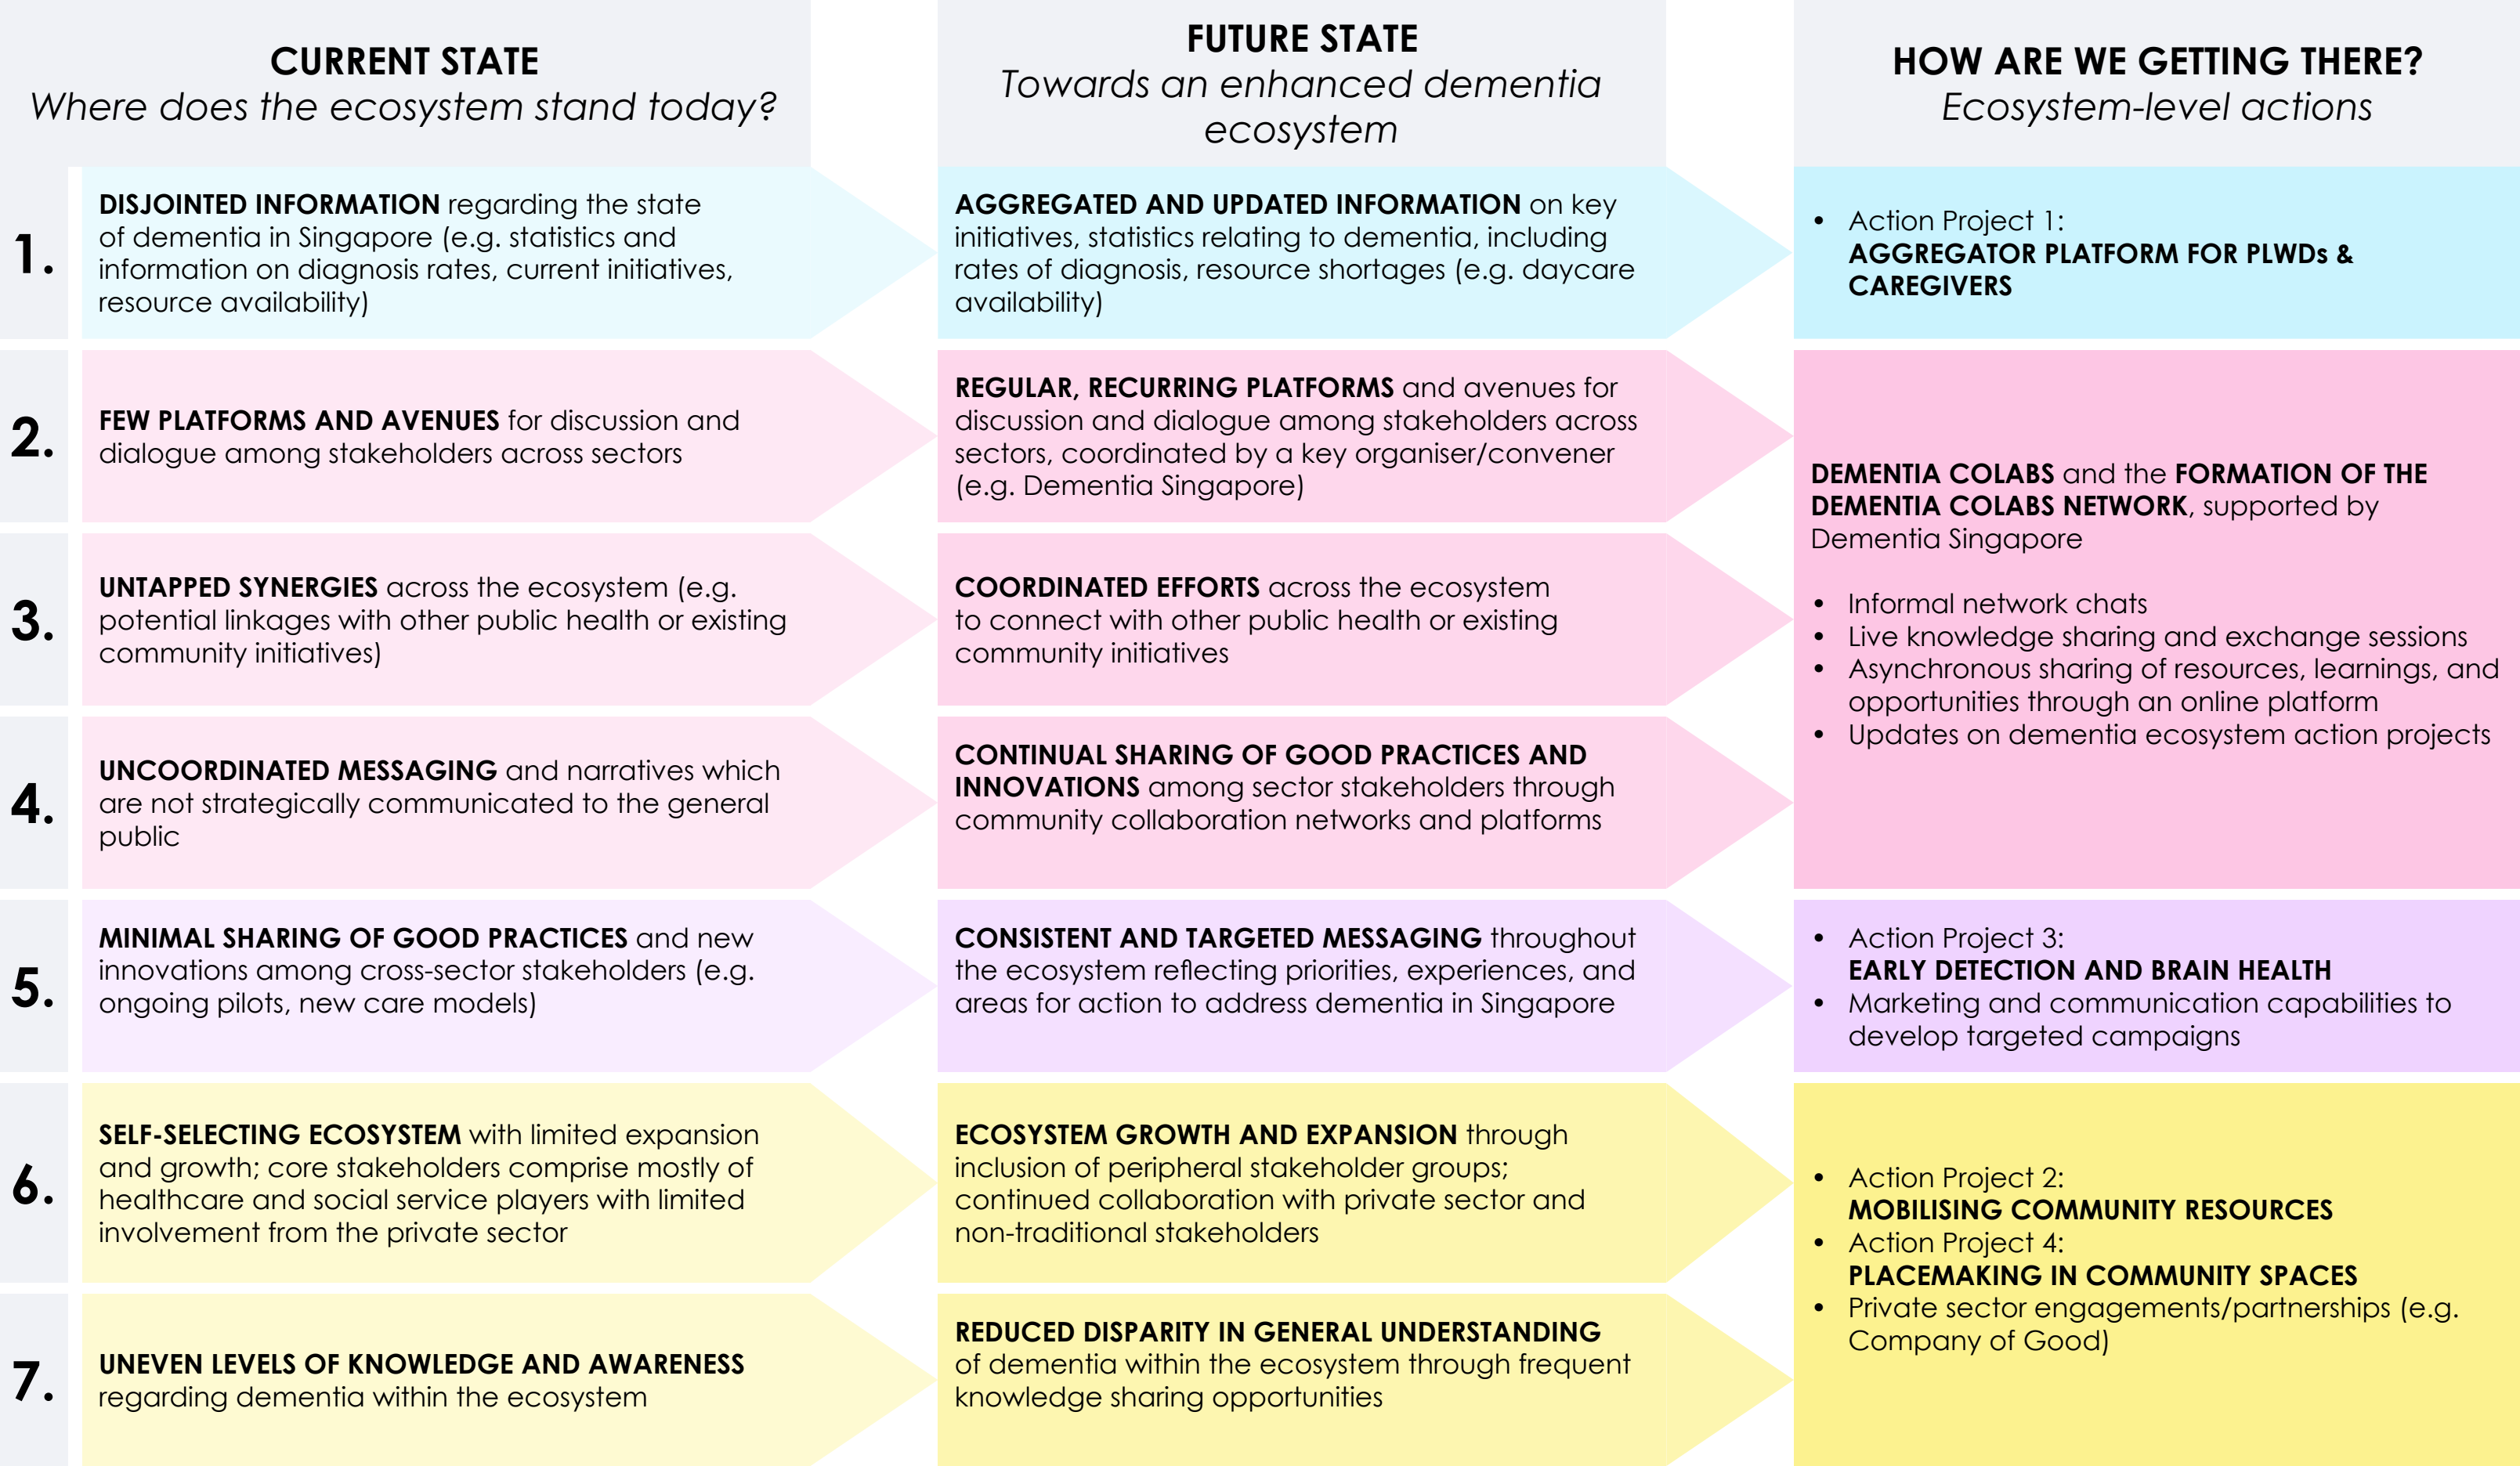 CURRENT STATE
Where does the ecosystem stand today?
FUTURE STATE
Towards an enhanced dementia
ecosystem
HOW ARE WE GETTING THERE?
Ecosystem-level actions
1.
DISJOINTED INFORMATION regarding the state
of dementia in Singapore (e.g. statistics and
information on diagnosis rates, current initiatives,
resource availability)
AGGREGATED AND UPDATED INFORMATION on key
initiatives, statistics relating to dementia, including
rates of diagnosis, resource shortages (e.g. daycare
availability)
• Action Project 1:
AGGREGATOR PLATFORM FOR PLWDs &
CAREGIVERS
2.
FEW PLATFORMS AND AVENUES for discussion and
dialogue among stakeholders across sectors
REGULAR, RECURRING PLATFORMS and avenues for
discussion and dialogue among stakeholders across
sectors, coordinated by a key organiser/convener
(e.g. Dementia Singapore)
DEMENTIA COLABS and the FORMATION OF THE
DEMENTIA COLABS NETWORK, supported by
Dementia Singapore
• Informal network chats
• Live knowledge sharing and exchange sessions
• Asynchronous sharing of resources, learnings, and
opportunities through an online platform
• Updates on dementia ecosystem action projects
3.
UNTAPPED SYNERGIES across the ecosystem (e.g.
potential linkages with other public health or existing
community initiatives)
COORDINATED EFFORTS across the ecosystem
to connect with other public health or existing
community initiatives
4.
UNCOORDINATED MESSAGING and narratives which
are not strategically communicated to the general
public
CONTINUAL SHARING OF GOOD PRACTICES AND
INNOVATIONS among sector stakeholders through
community collaboration networks and platforms
5.
MINIMAL SHARING OF GOOD PRACTICES and new
innovations among cross-sector stakeholders (e.g.
ongoing pilots, new care models)
CONSISTENT AND TARGETED MESSAGING throughout
the ecosystem reflecting priorities, experiences, and
areas for action to address dementia in Singapore
• Action Project 3:
EARLY DETECTION AND BRAIN HEALTH
• Marketing and communication capabilities to
develop targeted campaigns
6.
SELF-SELECTING ECOSYSTEM with limited expansion
and growth; core stakeholders comprise mostly of
healthcare and social service players with limited
involvement from the private sector
ECOSYSTEM GROWTH AND EXPANSION through
inclusion of peripheral stakeholder groups;
continued collaboration with private sector and
non-traditional stakeholders
• Action Project 2:
MOBILISING COMMUNITY RESOURCES
• Action Project 4:
PLACEMAKING IN COMMUNITY SPACES
• Private sector engagements/partnerships (e.g.
Company of Good)
7.
UNEVEN LEVELS OF KNOWLEDGE AND AWARENESS
regarding dementia within the ecosystem
REDUCED DISPARITY IN GENERAL UNDERSTANDING
of dementia within the ecosystem through frequent
knowledge sharing opportunities